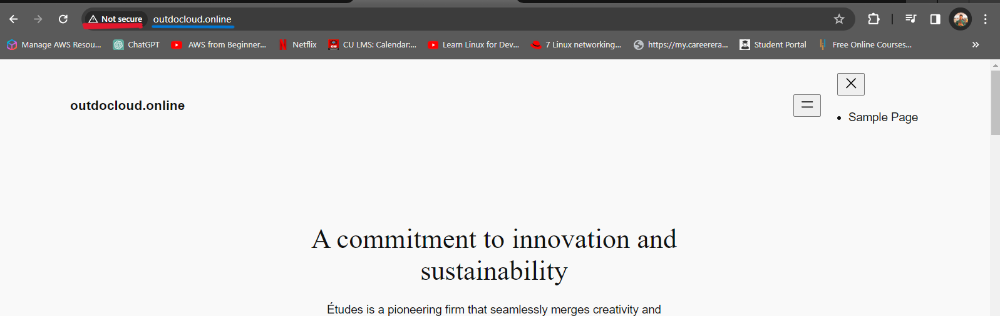 Not secure outdocloud.online
Manage AWS Resou... ChatGPT AWS from Beginner... Netflix CU LMS: Calendar:... Learn Linux for Dev... 7 Linux networking... https://my.careerera... Student Portal Free Online Courses... »
outdocloud.online
Sample Page
A commitment to innovation and
sustainability
Études is a pioneering firm that seamlessly merges creativity and